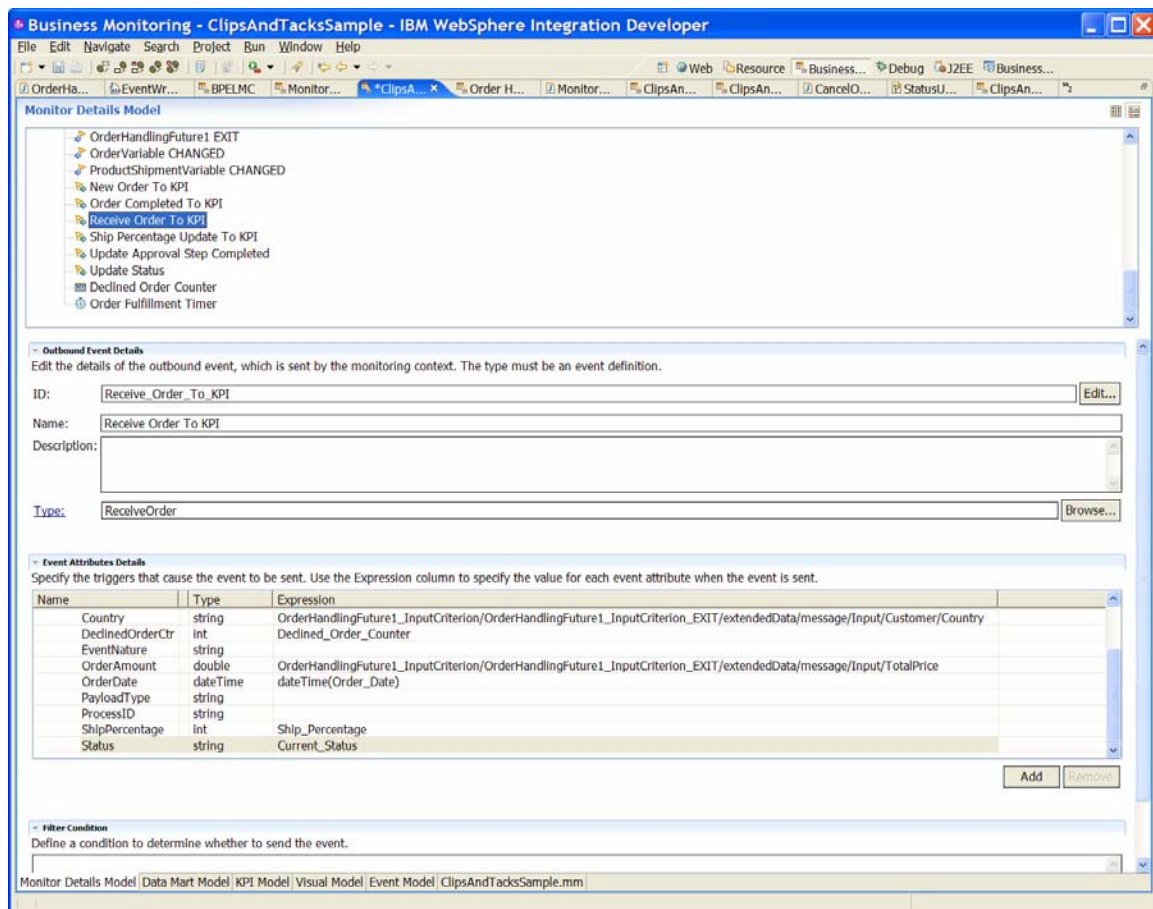 Business Monitoring - ClipsAndTacksSample - IBM WebSphere Integration Developer
File Edit Navigate Search Project Run Window Help
Web Resource Business... Debug J2EE Business...
OrderHa... EventWr... BPELMC Monitor... *ClipsA... Order H... Monitor... ClipsAn... ClipsAn... CancelO... StatusU... ClipsAn... »2
Monitor Details Model
OrderHandlingFuture1 EXIT
OrderVariable CHANGED
ProductShipmentVariable CHANGED
New Order To KPI
Order Completed To KPI
Receive Order To KPI
Ship Percentage Update To KPI
Update Approval Step Completed
Update Status
Declined Order Counter
Order Fulfillment Timer
Outbound Event Details
Edit the details of the outbound event, which is sent by the monitoring context. The type must be an event definition.
ID: Receive_Order_To_KPI Edit...
Name: Receive Order To KPI
Description:
Type: ReceiveOrder Browse...
Event Attributes Details
Specify the triggers that cause the event to be sent. Use the Expression column to specify the value for each event attribute when the event is sent.
Name Type Expression
Country string OrderHandlingFuture1_InputCriterion/OrderHandlingFuture1_InputCriterion_EXIT/extendedData/message/Input/Customer/Country
DeclinedOrderCtr int Declined_Order_Counter
EventNature string
OrderAmount double OrderHandlingFuture1_InputCriterion/OrderHandlingFuture1_InputCriterion_EXIT/extendedData/message/Input/TotalPrice
OrderDate dateTime dateTime(Order_Date)
PayloadType string
ProcessID string
ShipPercentage int Ship_Percentage
Status string Current_Status
Add Remove
Filter Condition
Define a condition to determine whether to send the event.
Monitor Details Model Data Mart Model KPI Model Visual Model Event Model ClipsAndTacksSample.mm